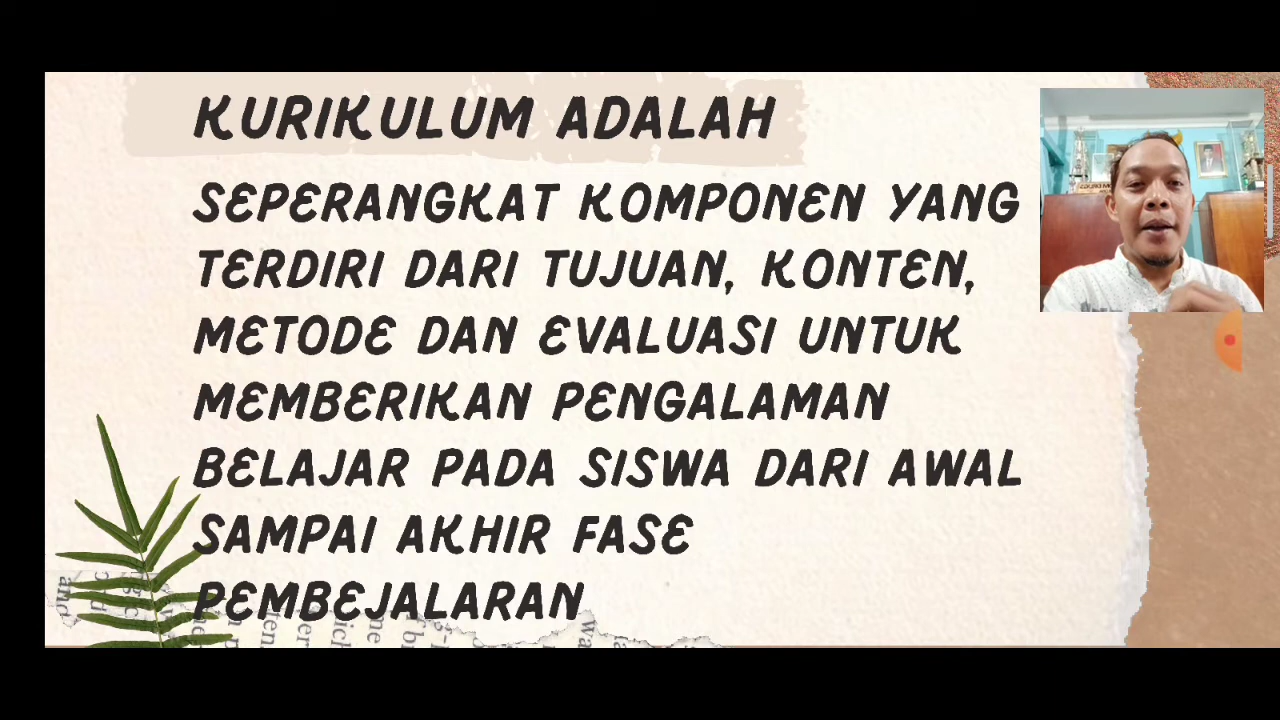 KURIKULUM ADALAH
SEPERANGKAT KOMPONEN YANG
TERDIRI DARI TUJUAN, KONTEN,
METODE DAN EVALUASI UNTUK
MEMBERIKAN PENGALAMAN
BELAJAR PADA SISWA DARI AWAL
SAMPAI AKHIR FASE
PEMBEJALARAN